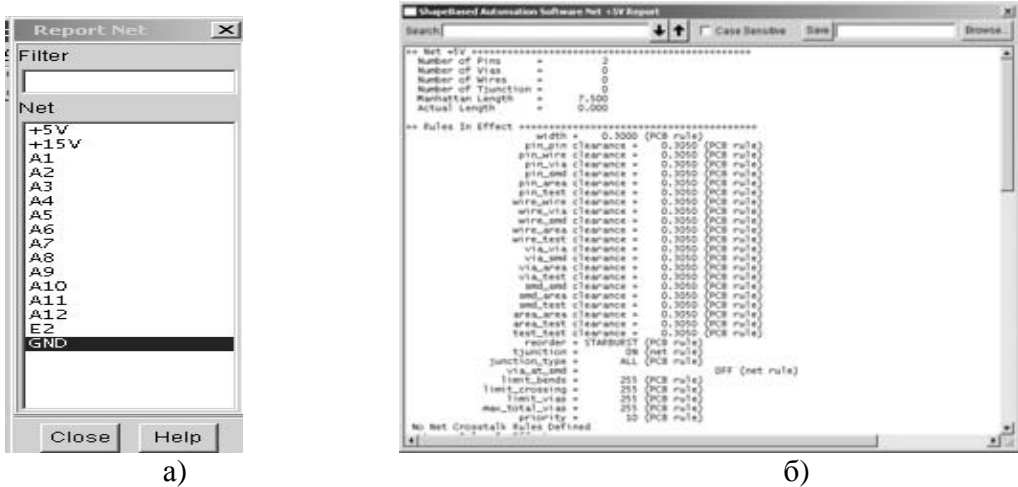 Report Net
Filter
Net
+5V
+15V
A1
A2
A3
A4
A5
A6
A7
A8
A9
A10
A11
A12
E2
GND
Close Help
а)
ShapeBased Automation Software Net +5V Report
Search Case Sensitive Save Browse...
>> Net +5V
Number of Pins = 2
Number of Vias = 0
Number of Wires = 0
Number of Tjunction = 0
Manhattan Length = 7.500
Actual Length = 0.000
>> Rules In Effect
width = 0.3000 (PCB rule)
pin_pin clearance = 0.3050 (PCB rule)
pin_wire clearance = 0.3050 (PCB rule)
pin_via clearance = 0.3050 (PCB rule)
pin_smd clearance = 0.3050 (PCB rule)
pin_area clearance = 0.3050 (PCB rule)
pin_test clearance = 0.3050 (PCB rule)
wire_wire clearance = 0.3050 (PCB rule)
wire_via clearance = 0.3050 (PCB rule)
wire_smd clearance = 0.3050 (PCB rule)
wire_area clearance = 0.3050 (PCB rule)
wire_test clearance = 0.3050 (PCB rule)
via_via clearance = 0.3050 (PCB rule)
via_smd clearance = 0.3050 (PCB rule)
via_area clearance = 0.3050 (PCB rule)
via_test clearance = 0.3050 (PCB rule)
smd_smd clearance = 0.3050 (PCB rule)
smd_area clearance = 0.3050 (PCB rule)
smd_test clearance = 0.3050 (PCB rule)
area_area clearance = 0.3050 (PCB rule)
area_test clearance = 0.3050 (PCB rule)
test_test clearance = 0.3050 (PCB rule)
reorder = STARBURST (PCB rule)
tjunction = ON (net rule)
junction_type = ALL (PCB rule)
via_at_smd = OFF (net rule)
limit_bends = 255 (PCB rule)
limit_crossing = 255 (PCB rule)
limit_vias = 255 (PCB rule)
max_total_vias = 255 (PCB rule)
priority = 10 (PCB rule)
No Net Crosstalk Rules Defined
б)